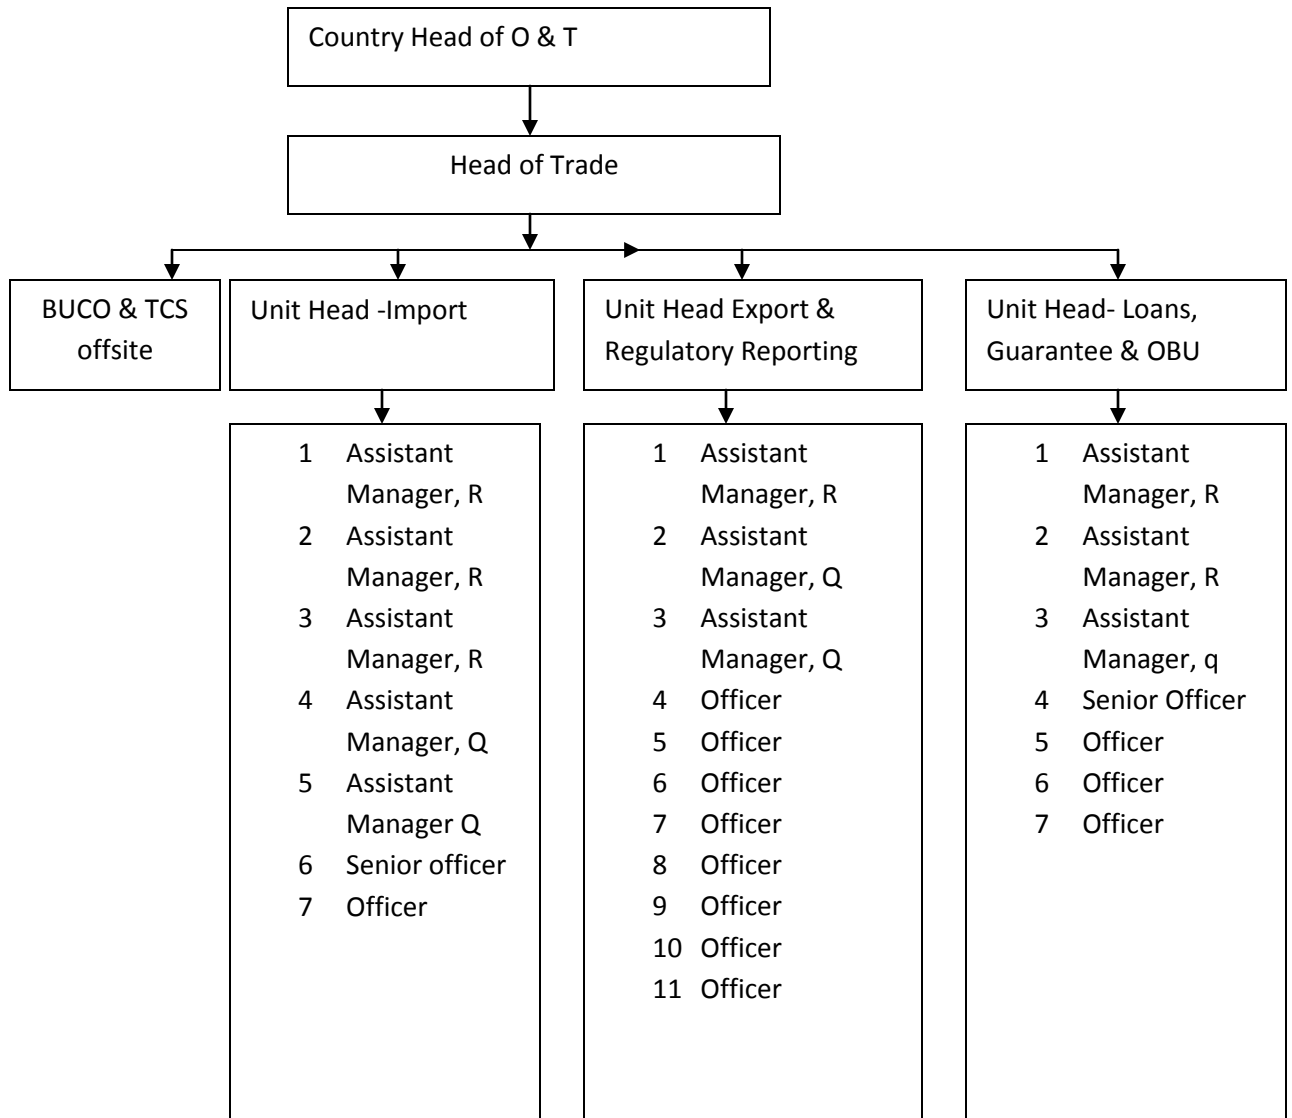 Country Head of O & T
Head of Trade
BUCO & TCS
offsite
Unit Head -Import
Unit Head Export &
Regulatory Reporting
Unit Head- Loans,
Guarantee & OBU
1 Assistant
Manager, R
2 Assistant
Manager, R
3 Assistant
Manager, R
4 Assistant
Manager, Q
5 Assistant
Manager Q
6 Senior officer
7 Officer
1 Assistant
Manager, R
2 Assistant
Manager, Q
3 Assistant
Manager, Q
4 Officer
5 Officer
6 Officer
7 Officer
8 Officer
9 Officer
10 Officer
11 Officer
1 Assistant
Manager, R
2 Assistant
Manager, R
3 Assistant
Manager, q
4 Senior Officer
5 Officer
6 Officer
7 Officer